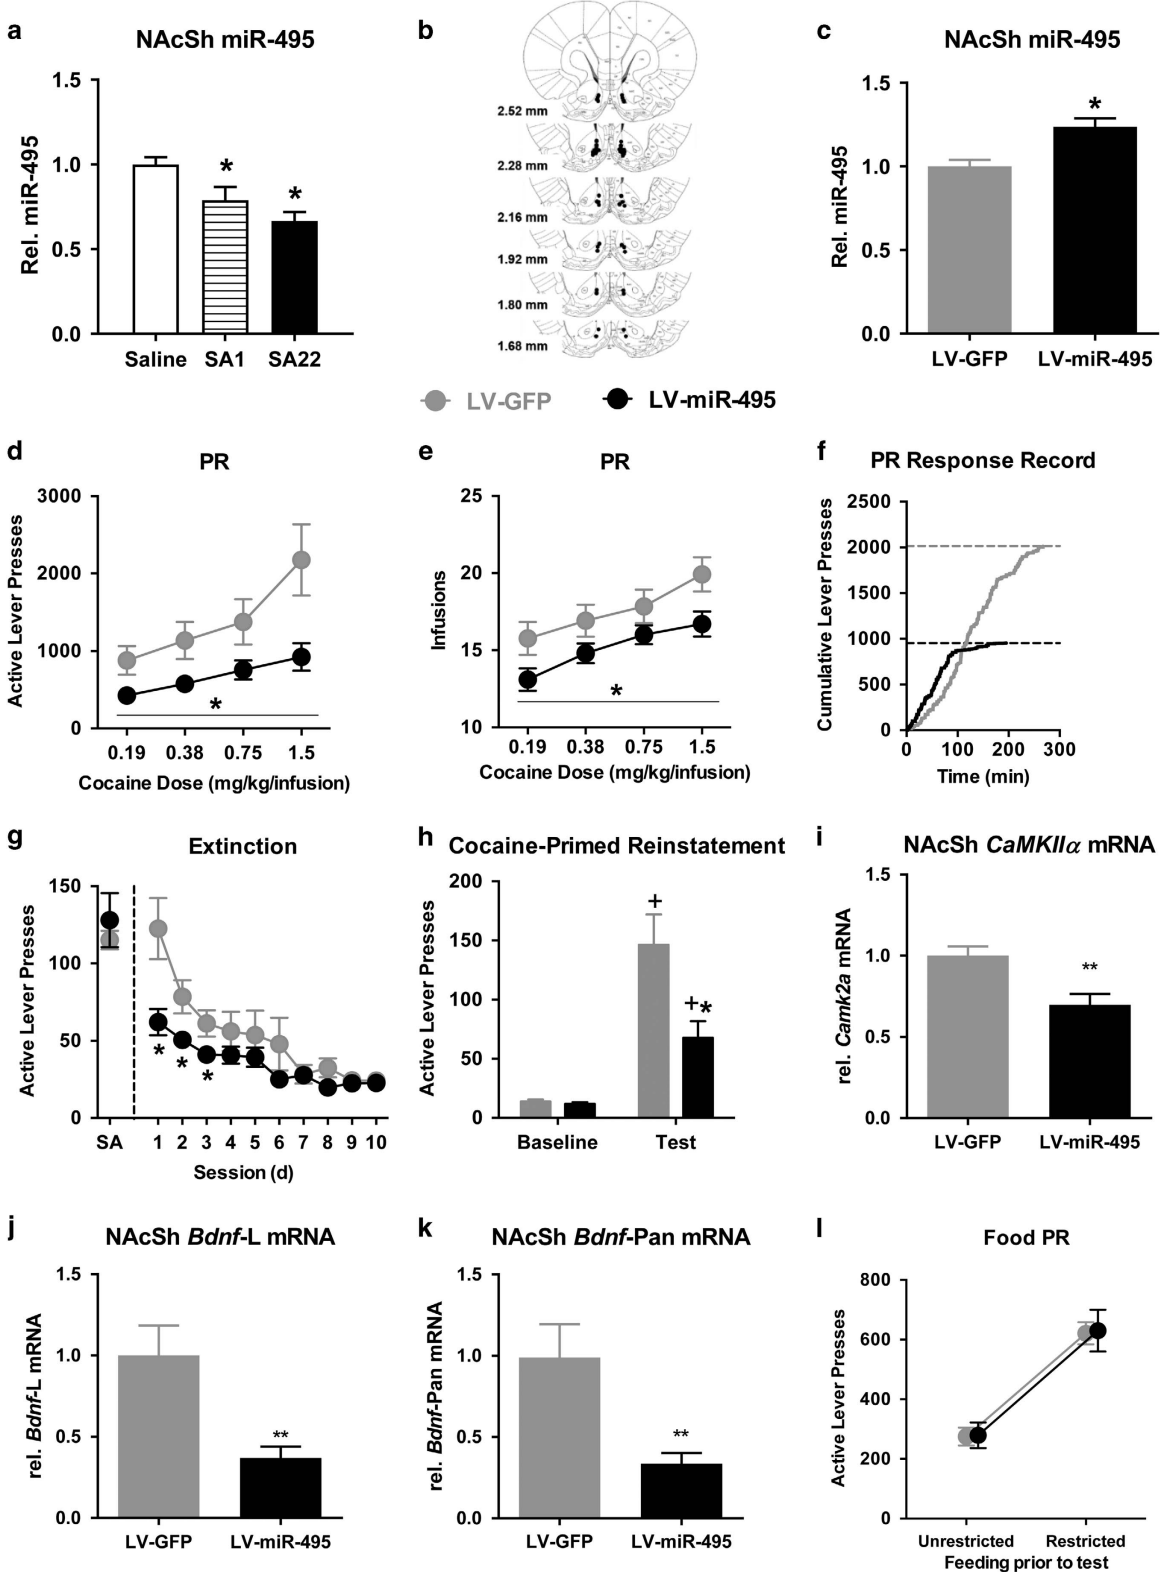 a
NAcSh miR-495
Rel. miR-495
1.5
1.0
0.5
0.0
*
*
Saline SA1 SA22
b
2.52 mm
2.28 mm
2.16 mm
1.92 mm
1.80 mm
1.68 mm
c
NAcSh miR-495
Rel. miR-495
1.5
1.0
0.5
0.0
*
LV-GFP LV-miR-495
LV-GFP LV-miR-495
d
PR
Active Lever Presses
3000
2000
1000
0
*
0.19 0.38 0.75 1.5
Cocaine Dose (mg/kg/infusion)
e
PR
Infusions
25
20
15
10
*
0.19 0.38 0.75 1.5
Cocaine Dose (mg/kg/infusion)
f
PR Response Record
Cumulative Lever Presses
2500
2000
1500
1000
500
0
0 100 200 300
Time (min)
g
Extinction
Active Lever Presses
150
100
50
0
* * *
SA 1 2 3 4 5 6 7 8 9 10
Session (d)
h
Cocaine-Primed Reinstatement
Active Lever Presses
200
150
100
50
0
+
+*
Baseline Test
i
NAcSh CaMKIIα mRNA
rel. Camk2a mRNA
1.5
1.0
0.5
0.0
**
LV-GFP LV-miR-495
j
NAcSh Bdnf-L mRNA
rel. Bdnf-L mRNA
1.5
1.0
0.5
0.0
**
LV-GFP LV-miR-495
k
NAcSh Bdnf-Pan mRNA
rel. Bdnf-Pan mRNA
1.5
1.0
0.5
0.0
**
LV-GFP LV-miR-495
l
Food PR
Active Lever Presses
800
600
400
200
0
Unrestricted Restricted
Feeding prior to test